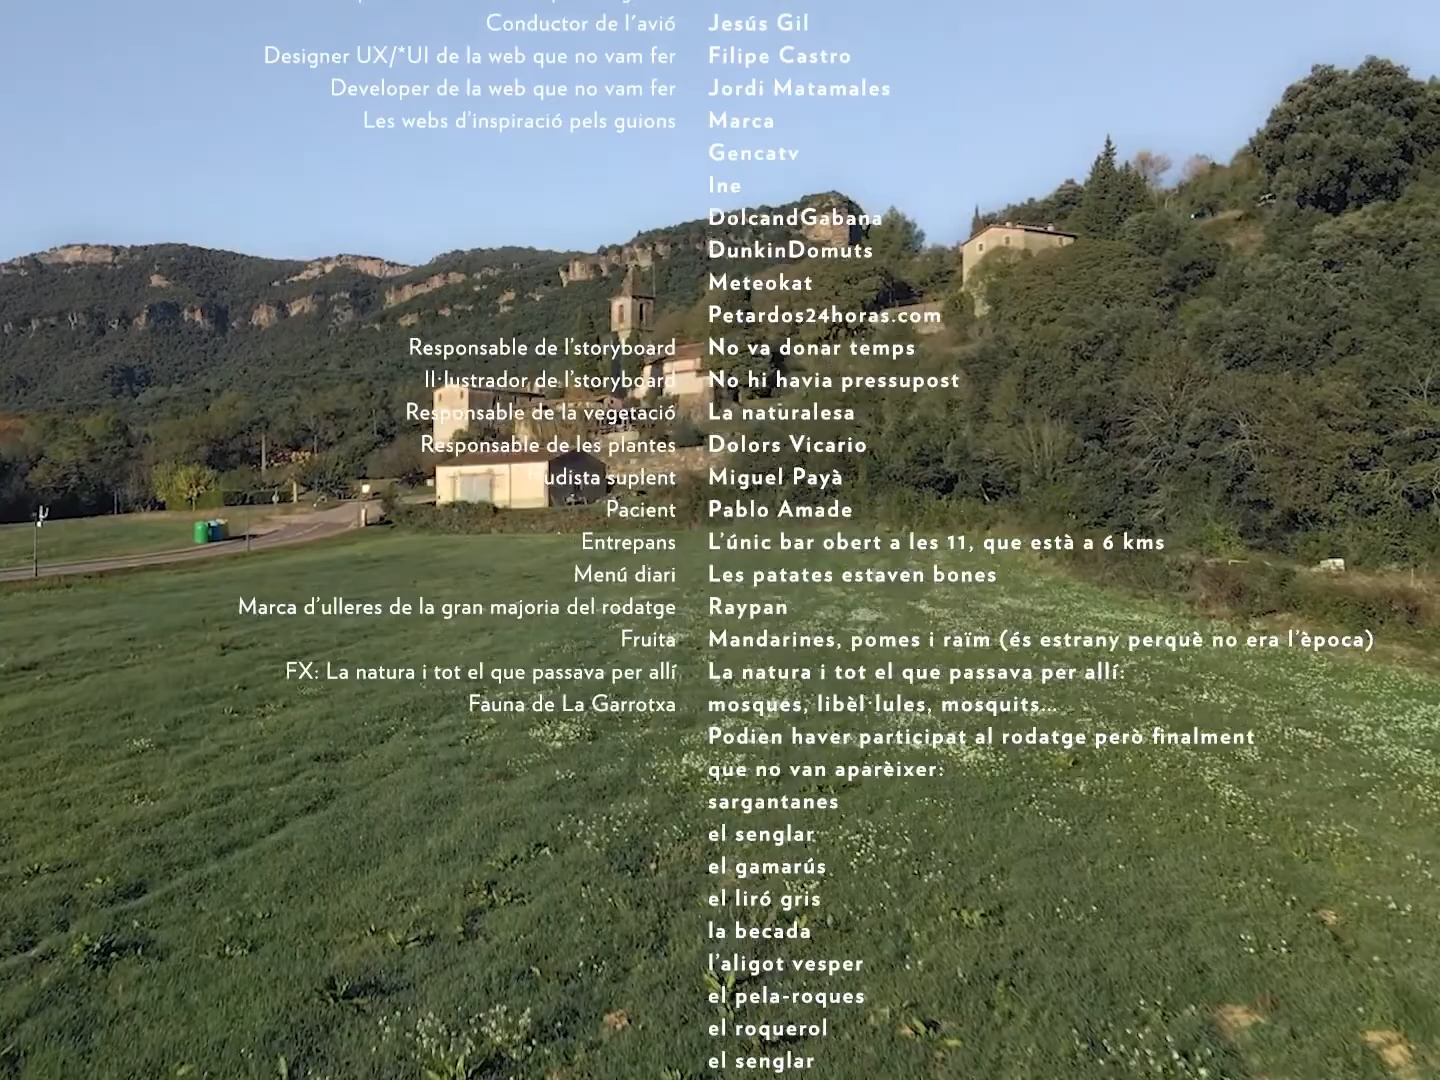 Conductor de l'avió Jesús Gil
Designer UX/*UI de la web que no vam fer Filipe Castro
Developer de la web que no vam fer Jordi Matamales
Les webs d'inspiració pels guions Marca
Gencatv
Ine
DolcandGabana
DunkinDomuts
Meteokat
Petardos24horas.com
Responsable de l'storyboard No va donar temps
Il·lustrador de l'storyboard No hi havia pressupost
Responsable de la vegetació La naturalesa
Responsable de les plantes Dolors Vicario
suplent Miguel Payà
Pacient Pablo Amade
Entrepans L'únic bar obert a les 11, que està a 6 kms
Menú diari Les patates estaven bones
Marca d'ulleres de la gran majoria del rodatge Raypan
Fruita Mandarines, pomes i raïm (és estrany perquè no era l'època)
FX: La natura i tot el que passava per allí La natura i tot el que passava per allí:
Fauna de La Garrotxa mosques, libèl·lules, mosquits...
Podien haver participat al rodatge però finalment
que no van aparèixer:
sargantanes
el senglar
el gamarús
el liró gris
la becada
l'aligot vesper
el pela-roques
el roquerol
el senglar